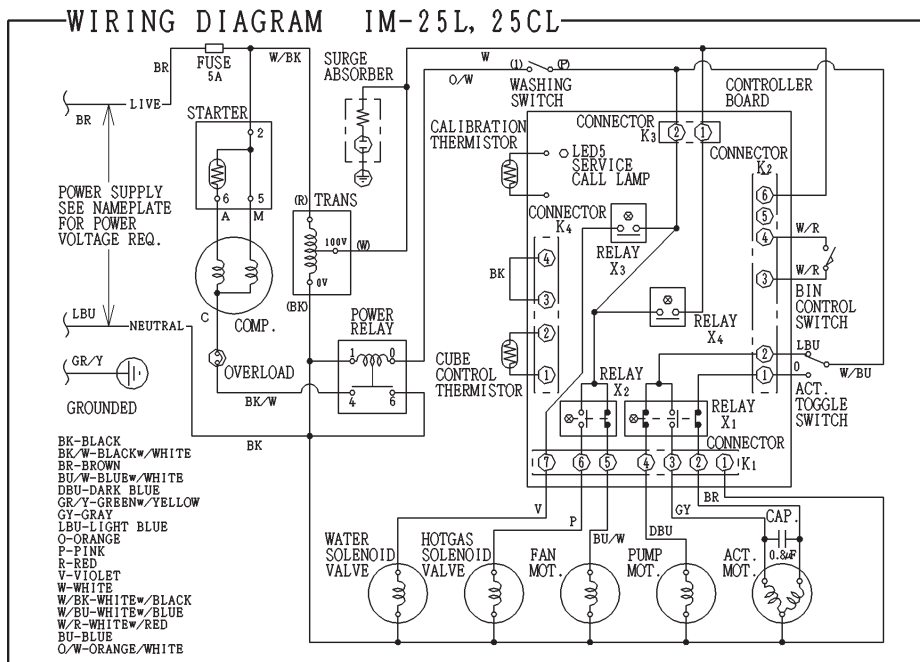 WIRING DIAGRAM IM-25L, 25CL
FUSE
5A
BR
W/BK
SURGE
ABSORBER
W
O/W
(1)
(P)
WASHING
SWITCH
CONTROLLER
BOARD
LIVE
BR
STARTER
2
6
5
A
M
POWER SUPPLY
SEE NAMEPLATE
FOR POWER
VOLTAGE REQ.
(R)
TRANS
100V
(W)
0V
(BK)
CALIBRATION
THERMISTOR
LED5
SERVICE
CALL LAMP
CONNECTOR
K3
2
1
CONNECTOR
K2
6
5
4
3
2
1
W/R
W/R
BIN
CONTROL
SWITCH
CONNECTOR
K4
4
3
2
1
BK
RELAY
X3
RELAY
X4
C
COMP.
LBU
NEUTRAL
POWER
RELAY
1
0
4
6
OVERLOAD
BK/W
BK
CUBE
CONTROL
THERMISTOR
LBU
0
W/BU
ACT.
TOGGLE
SWITCH
GR/Y
GROUNDED
RELAY
X2
RELAY
X1
CONNECTOR
K1
7
6
5
4
3
2
1
V
P
BU/W
DBU
GY
BR
CAP.
0.8μF
WATER
SOLENOID
VALVE
HOTGAS
SOLENOID
VALVE
FAN
MOT.
PUMP
MOT.
ACT.
MOT.
BK-BLACK
BK/W-BLACKw/WHITE
BR-BROWN
BU/W-BLUEw/WHITE
DBU-DARK BLUE
GR/Y-GREENw/YELLOW
GY-GRAY
LBU-LIGHT BLUE
O-ORANGE
P-PINK
R-RED
V-VIOLET
W-WHITE
W/BK-WHITEw/BLACK
W/BU-WHITEw/BLUE
W/R-WHITEw/RED
BU-BLUE
O/W-ORANGE/WHITE